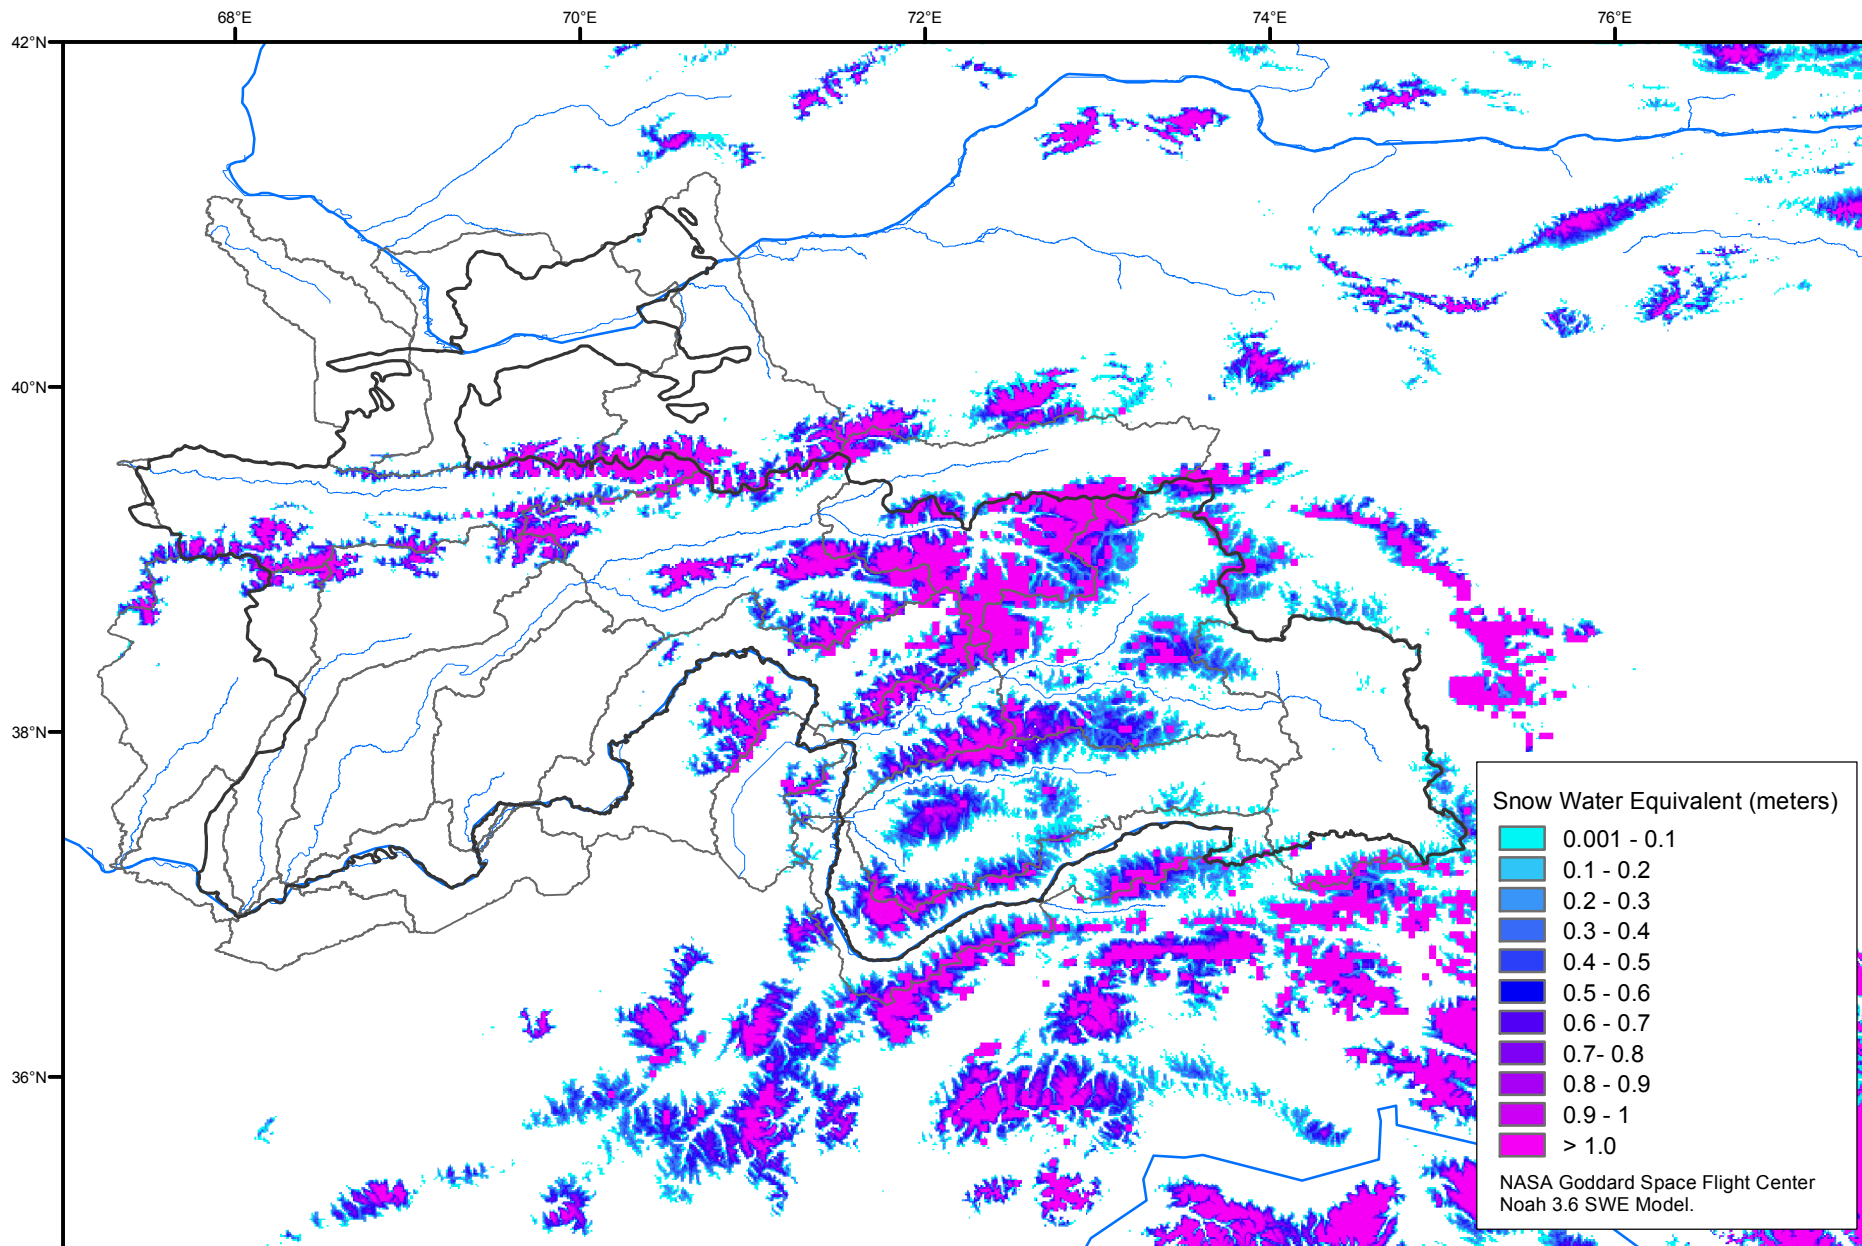 68°E
70°E
72°E
74°E
76°E
42°N
40°N
38°N
36°N
Snow Water Equivalent (meters)
0.001 - 0.1
0.1 - 0.2
0.2 - 0.3
0.3 - 0.4
0.4 - 0.5
0.5 - 0.6
0.6 - 0.7
0.7- 0.8
0.8 - 0.9
0.9 - 1
> 1.0
NASA Goddard Space Flight Center
Noah 3.6 SWE Model.